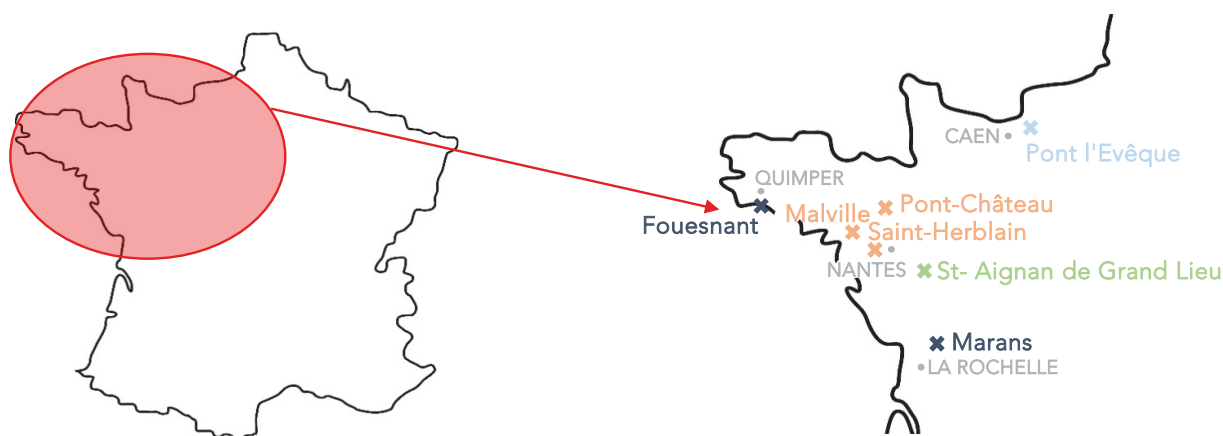 CAEN
Pont l'Evêque
QUIMPER
Fouesnant
Malville
Pont-Château
Saint-Herblain
NANTES
St- Aignan de Grand Lieu
Marans
LA ROCHELLE